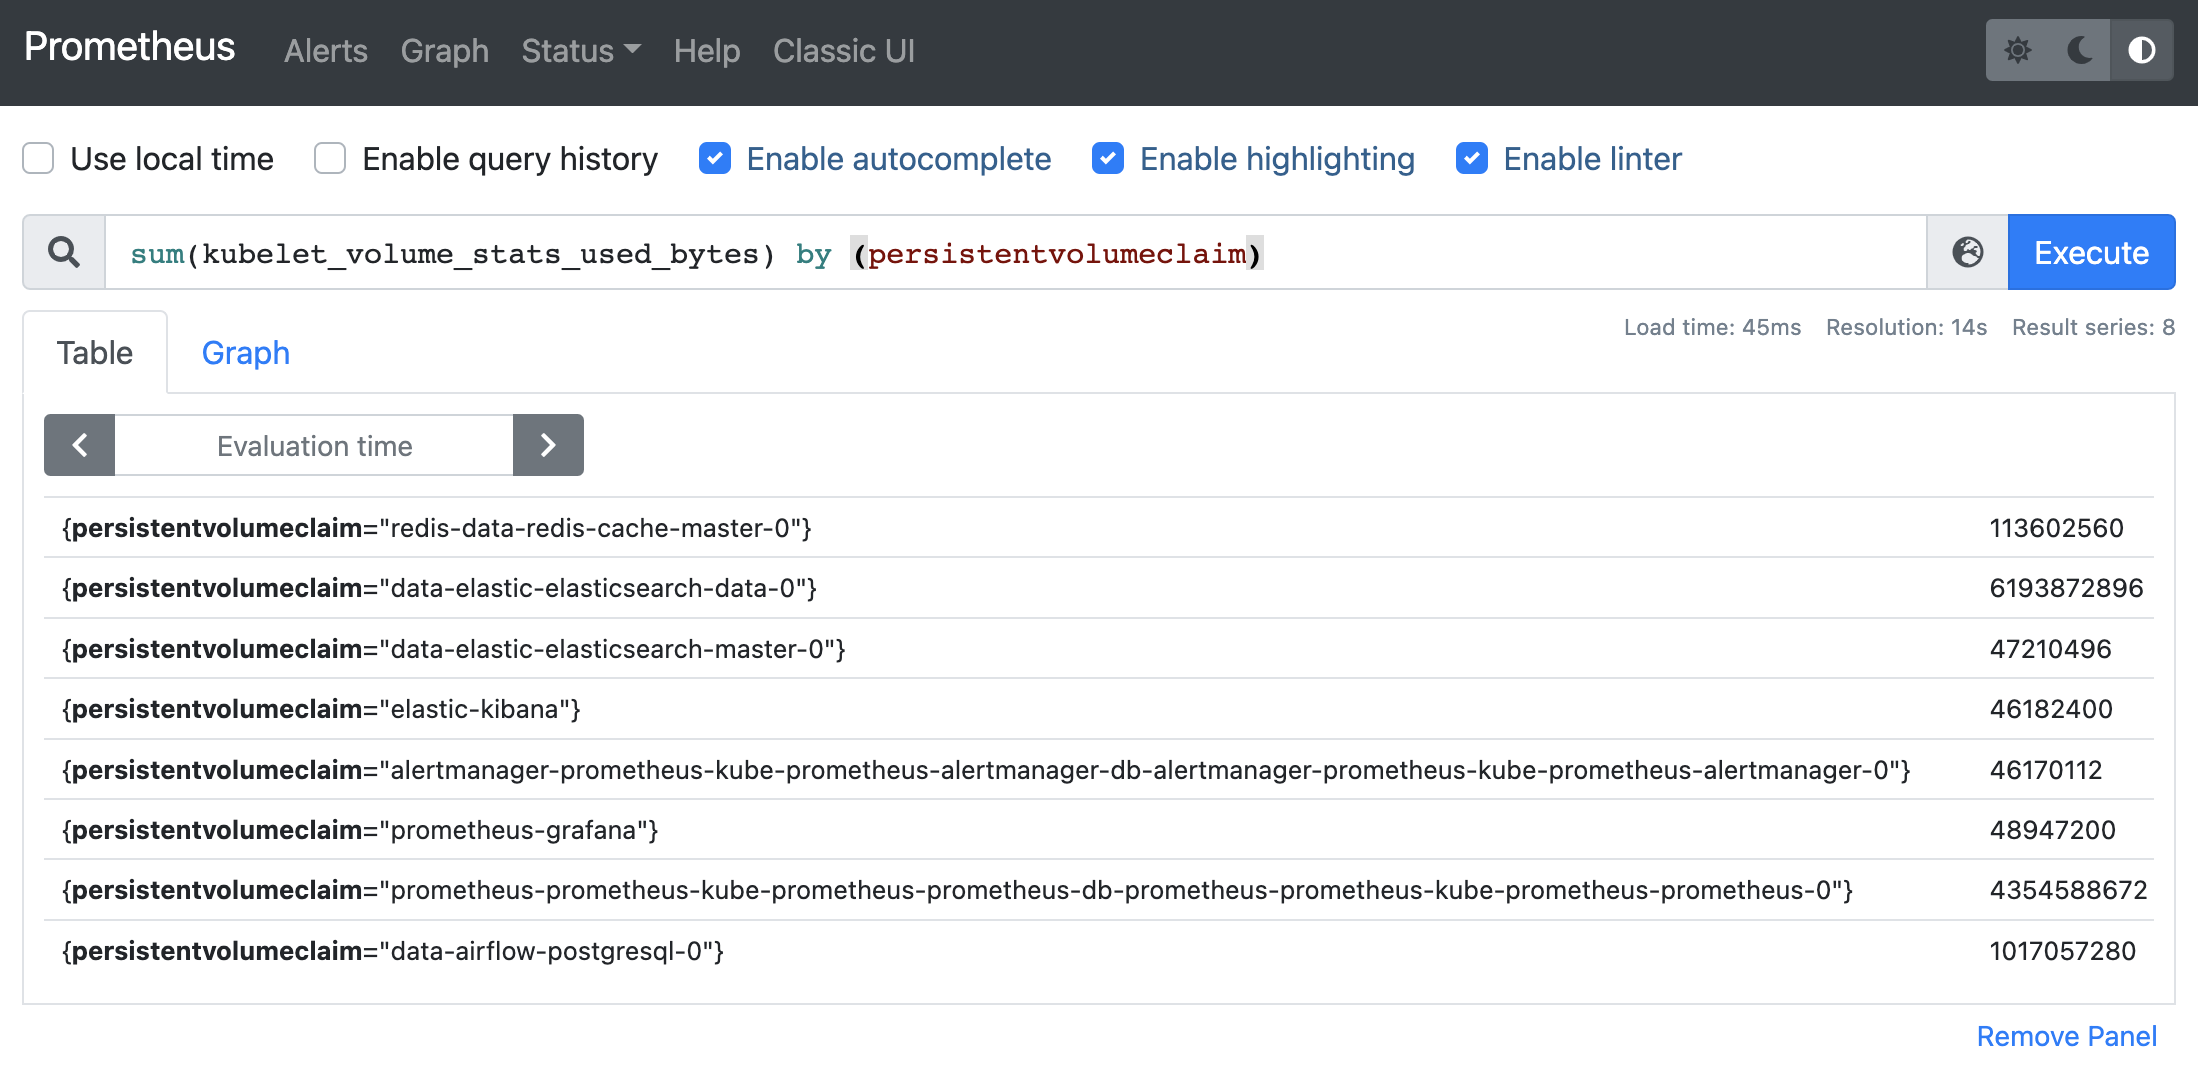 Prometheus Alerts Graph Status Help Classic UI
Use local time Enable query history Enable autocomplete Enable highlighting Enable linter
sum(kubelet_volume_stats_used_bytes) by (persistentvolumeclaim) Execute
Load time: 45ms Resolution: 14s Result series: 8
Table Graph
Evaluation time
{persistentvolumeclaim="redis-data-redis-cache-master-0"} 113602560
{persistentvolumeclaim="data-elastic-elasticsearch-data-0"} 6193872896
{persistentvolumeclaim="data-elastic-elasticsearch-master-0"} 47210496
{persistentvolumeclaim="elastic-kibana"} 46182400
{persistentvolumeclaim="alertmanager-prometheus-kube-prometheus-alertmanager-db-alertmanager-prometheus-kube-prometheus-alertmanager-0"} 46170112
{persistentvolumeclaim="prometheus-grafana"} 48947200
{persistentvolumeclaim="prometheus-prometheus-kube-prometheus-prometheus-db-prometheus-prometheus-kube-prometheus-prometheus-0"} 4354588672
{persistentvolumeclaim="data-airflow-postgresql-0"} 1017057280
Remove Panel